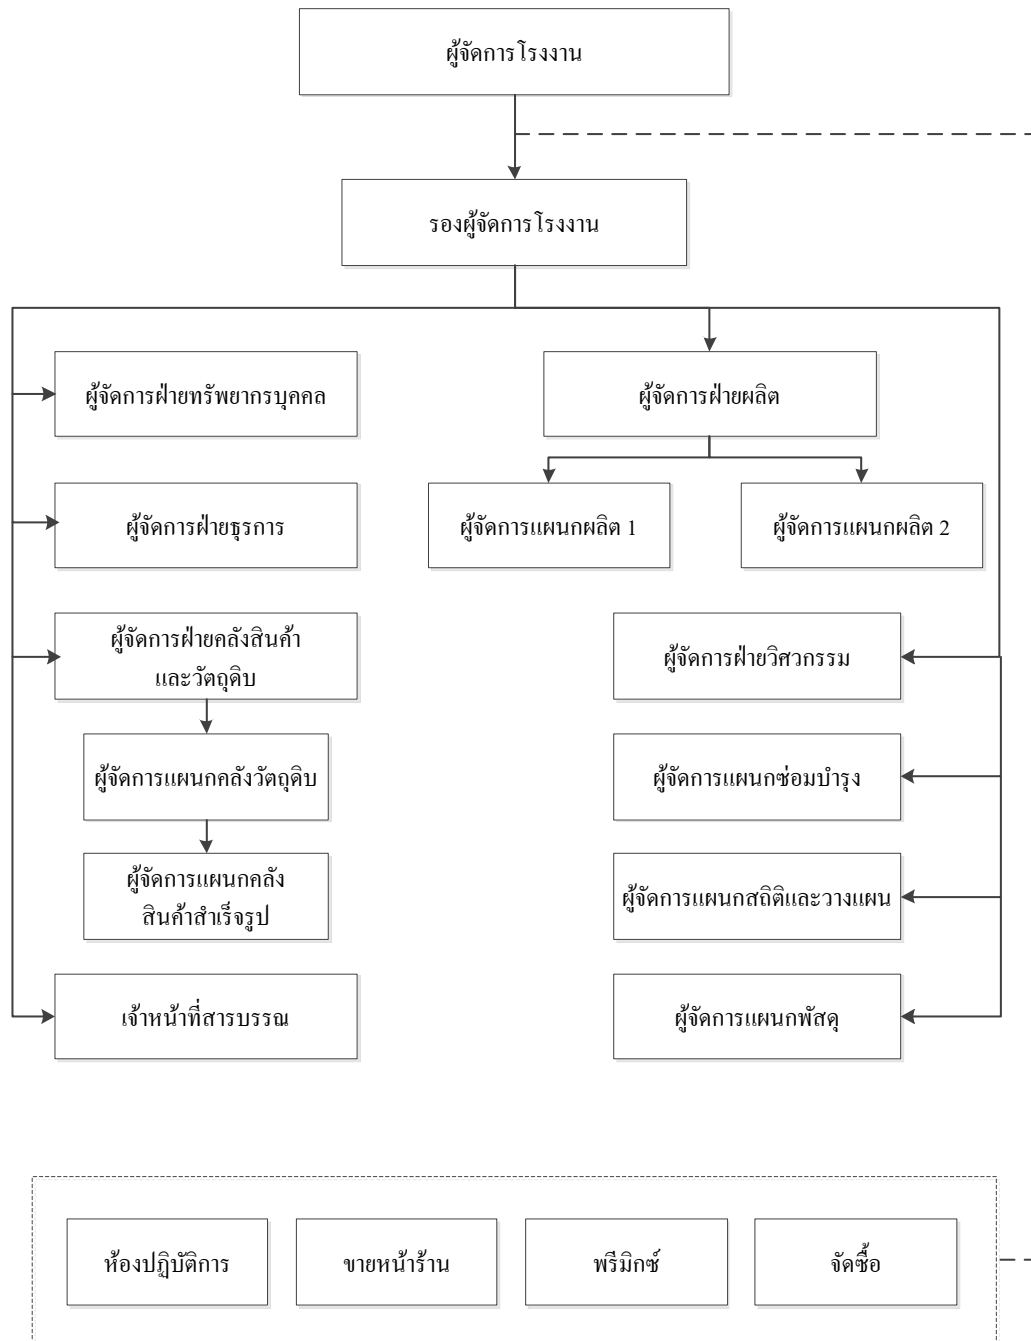 ผู้จัดการโรงงาน
รองผู้จัดการโรงงาน
ผู้จัดการฝ่ายทรัพยากรบุคคล
ผู้จัดการฝ่ายผลิต
ผู้จัดการฝ่ายธุรการ
ผู้จัดการแผนกผลิต 1
ผู้จัดการแผนกผลิต 2
ผู้จัดการฝ่ายคลังสินค้า
และวัตถุดิบ
ผู้จัดการฝ่ายวิศวกรรม
ผู้จัดการแผนกคลังวัตถุดิบ
ผู้จัดการแผนกซ่อมบำรุง
ผู้จัดการแผนกคลัง
สินค้าสำเร็จรูป
ผู้จัดการแผนกสถิติและวางแผน
เจ้าหน้าที่สารบรรณ
ผู้จัดการแผนกพัสดุ
ห้องปฏิบัติการ
ขายหน้าร้าน
พรีมิกซ์
จัดซื้อ